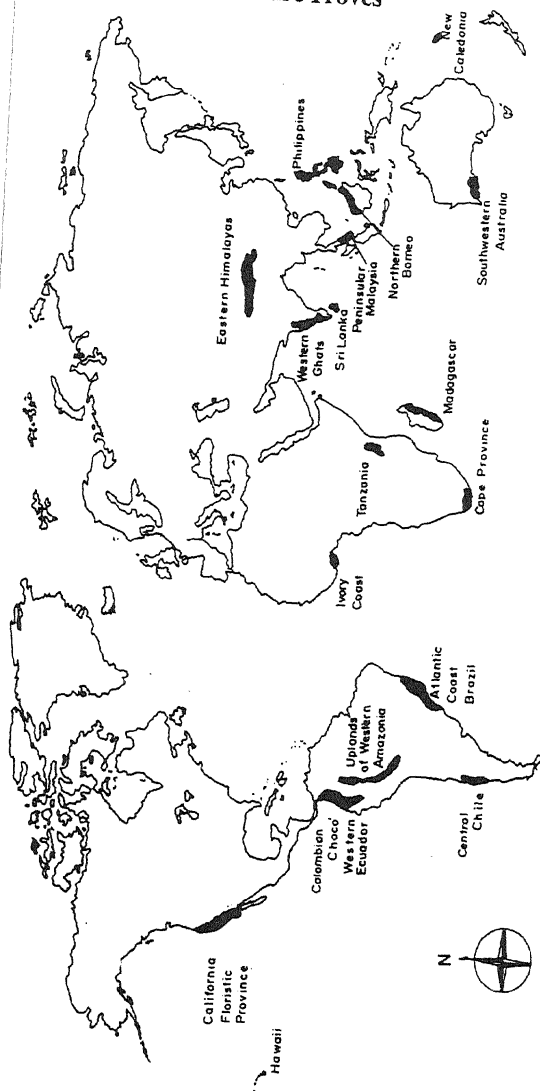 California
Floristic
Province
Hawaii
N
Colombian
Choco'
Western
Ecuador
Uplands
of Western
Amazonia
Central
Chile
Atlantic
Coast
Brazil
Ivory
Coast
Tanzania
Cape Province
Madagascar
Eastern Himalayas
Western
Ghats
Sri Lanka
Peninsular
Malaysia
Northern
Borneo
Philippines
Southwestern
Australia
New
Caledonia